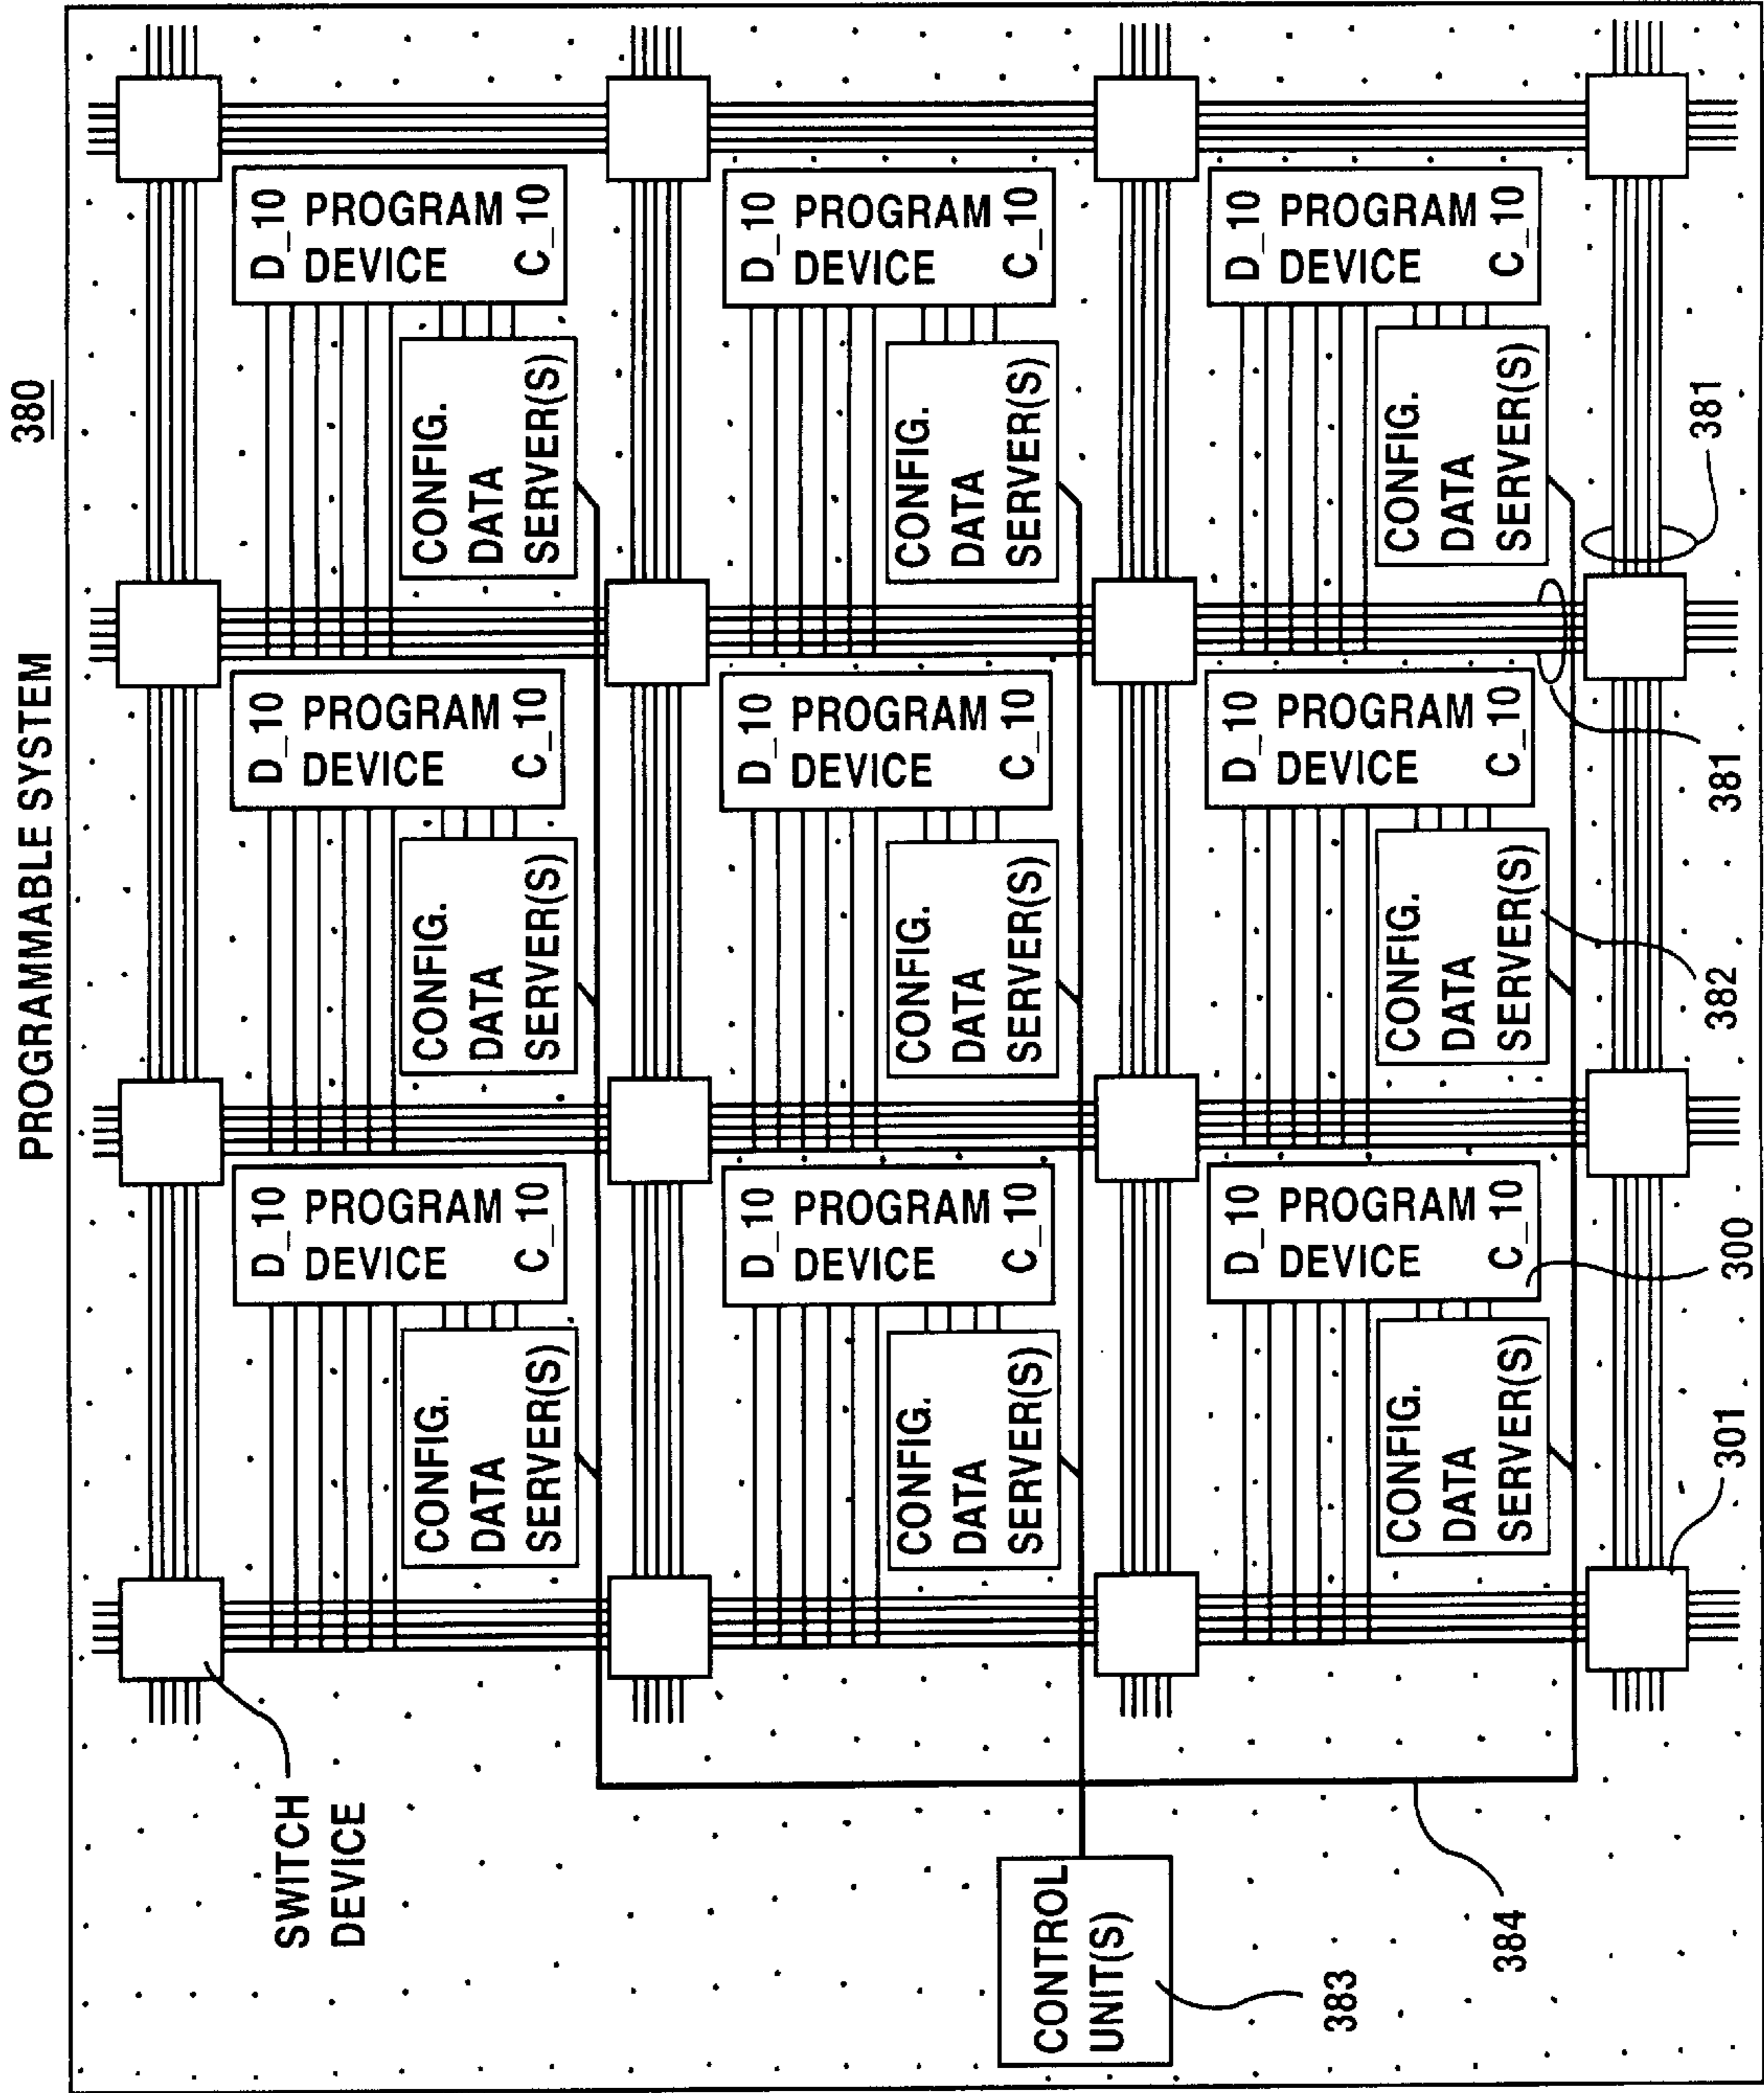 PROGRAMMABLE SYSTEM
380
SWITCH
DEVICE
D_10
PROGRAM
DEVICE
C_10
CONFIG.
DATA
SERVER(S)
D_10
PROGRAM
DEVICE
C_10
CONFIG.
DATA
SERVER(S)
D_10
PROGRAM
DEVICE
C_10
CONFIG.
DATA
SERVER(S)
D_10
PROGRAM
DEVICE
C_10
CONFIG.
DATA
SERVER(S)
D_10
PROGRAM
DEVICE
C_10
CONFIG.
DATA
SERVER(S)
D_10
PROGRAM
DEVICE
C_10
CONFIG.
DATA
SERVER(S)
CONTROL
UNIT(S)
D_10
PROGRAM
DEVICE
C_10
CONFIG.
DATA
SERVER(S)
D_10
PROGRAM
DEVICE
C_10
CONFIG.
DATA
SERVER(S)
D_10
PROGRAM
DEVICE
C_10
CONFIG.
DATA
SERVER(S)
383
384
301
300
382
381
381